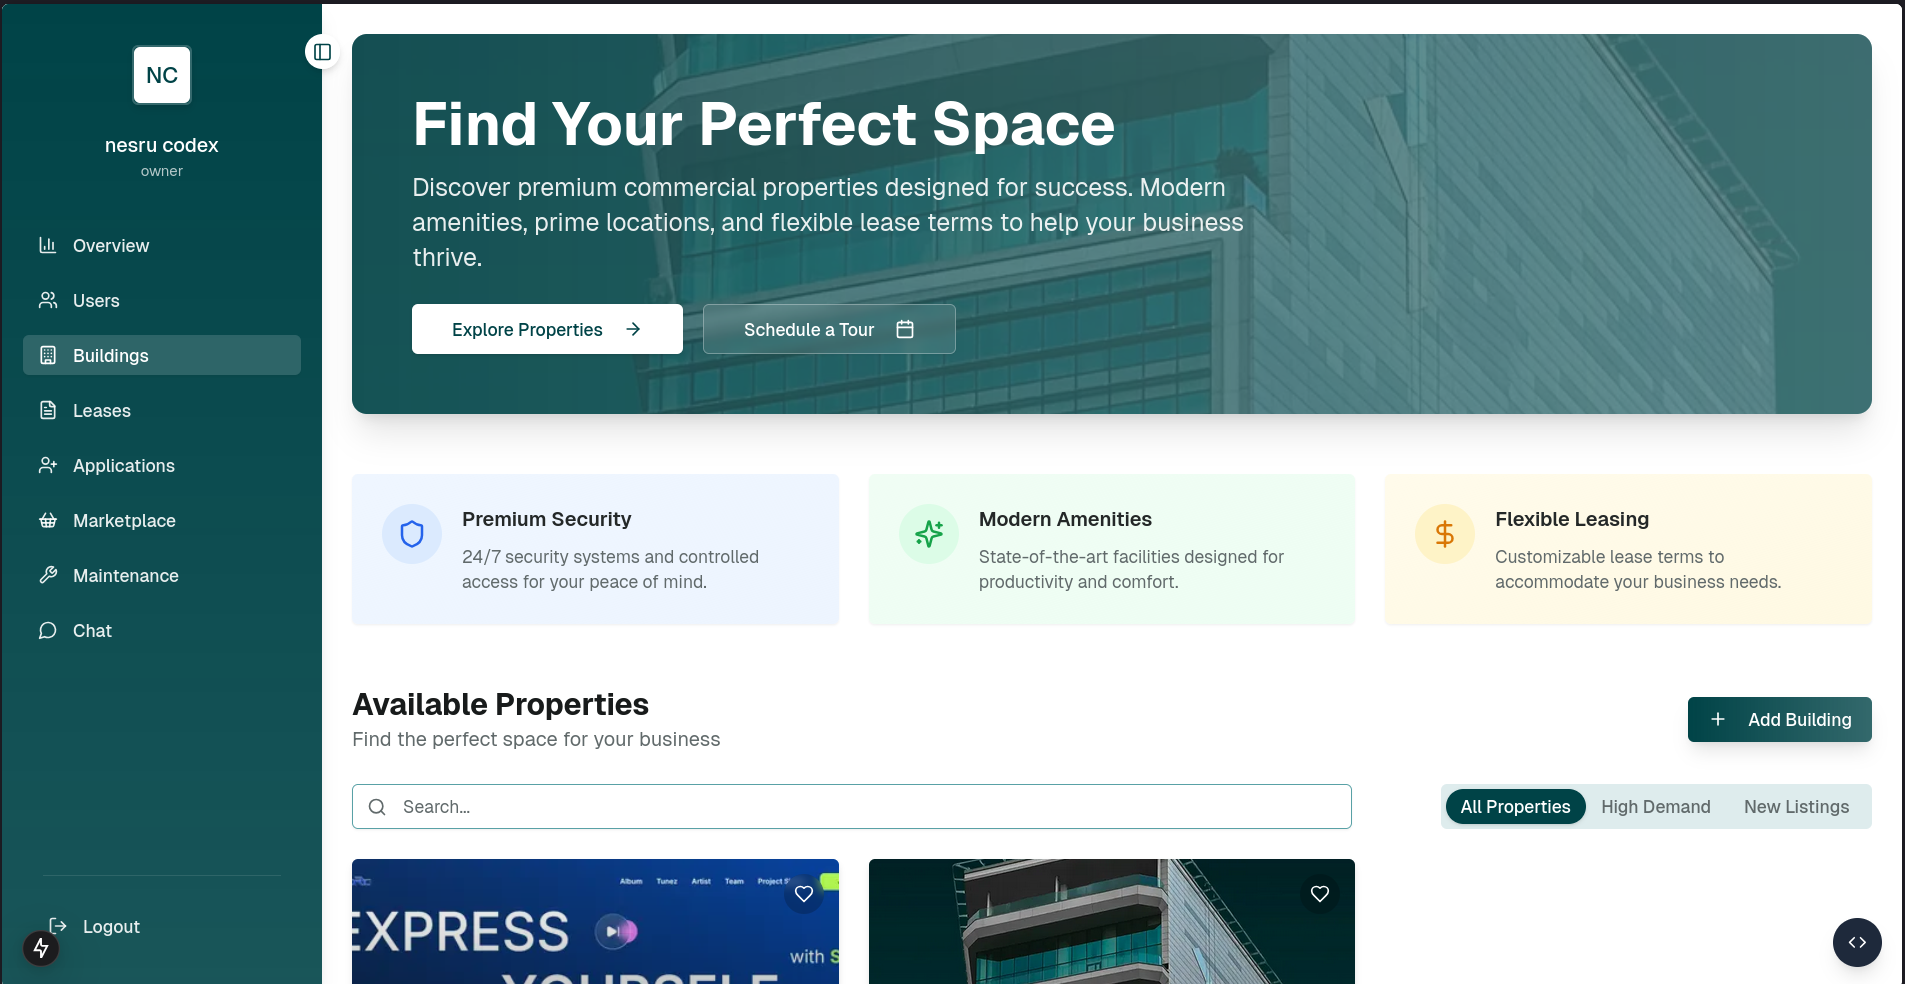 NC
nesru codex
owner
Overview
Users
Buildings
Leases
Applications
Marketplace
Maintenance
Chat
Logout
Find Your Perfect Space
Discover premium commercial properties designed for success. Modern
amenities, prime locations, and flexible lease terms to help your business
thrive.
Explore Properties
Schedule a Tour
Premium Security
24/7 security systems and controlled
access for your peace of mind.
Modern Amenities
State-of-the-art facilities designed for
productivity and comfort.
Flexible Leasing
Customizable lease terms to
accommodate your business needs.
Available Properties
Find the perfect space for your business
Add Building
Search...
All Properties High Demand New Listings
Album Tunez Artist Team Project
EXPRESS
with
YOURSELF